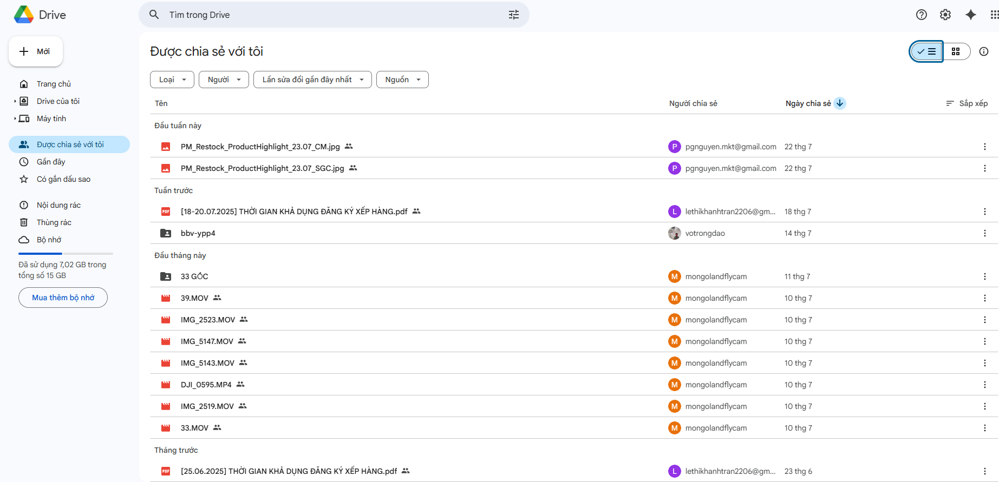 Drive
Tìm trong Drive
Mới
Trang chủ
Drive của tôi
Máy tính
Được chia sẻ với tôi
Gần đây
Có gắn dấu sao
Nội dung rác
Thùng rác
Bộ nhớ
Đã sử dụng 7,02 GB trong
tổng số 15 GB
Mua thêm bộ nhớ
Được chia sẻ với tôi
Loại Người Lần sửa đổi gần đây nhất Nguồn
Tên Người chia sẻ Ngày chia sẻ Sắp xếp
Đầu tuần này
PM_Restock_ProductHighlight_23.07_CM.jpg P pgnguyen.mkt@gmail.com 22 thg 7
PM_Restock_ProductHighlight_23.07_SGC.jpg P pgnguyen.mkt@gmail.com 22 thg 7
Tuần trước
PDF [18-20.07.2025] THỜI GIAN KHẢ DỤNG ĐĂNG KÝ XẾP HÀNG.pdf L lethikhanhtran2206@gm... 18 thg 7
bbv-ypp4 votrongdao 14 thg 7
Đầu tháng này
33 GỐC M mongolandflycam 11 thg 7
39.MOV M mongolandflycam 10 thg 7
IMG_2523.MOV M mongolandflycam 10 thg 7
IMG_5147.MOV M mongolandflycam 10 thg 7
IMG_5143.MOV M mongolandflycam 10 thg 7
DJI_0595.MP4 M mongolandflycam 10 thg 7
IMG_2519.MOV M mongolandflycam 10 thg 7
33.MOV M mongolandflycam 10 thg 7
Tháng trước
PDF [25.06.2025] THỜI GIAN KHẢ DỤNG ĐĂNG KÝ XẾP HÀNG.pdf L lethikhanhtran2206@gm... 23 thg 6